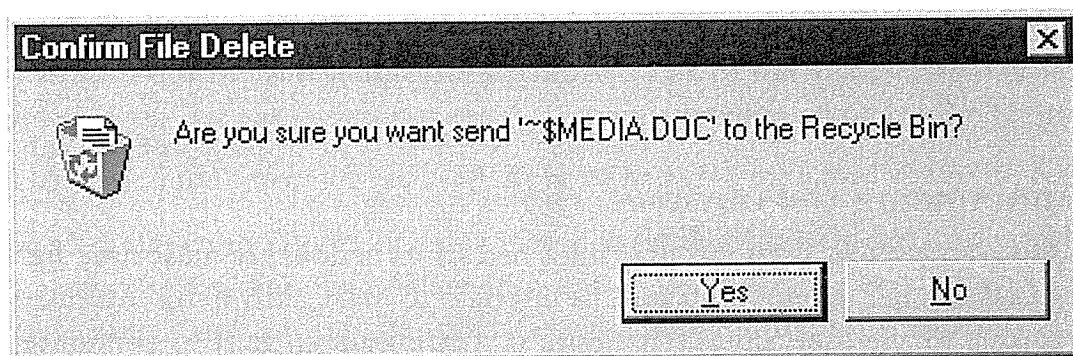 Confirm File Delete
Are you sure you want send '~$MEDIA.DOC' to the Recycle Bin?
Yes
No